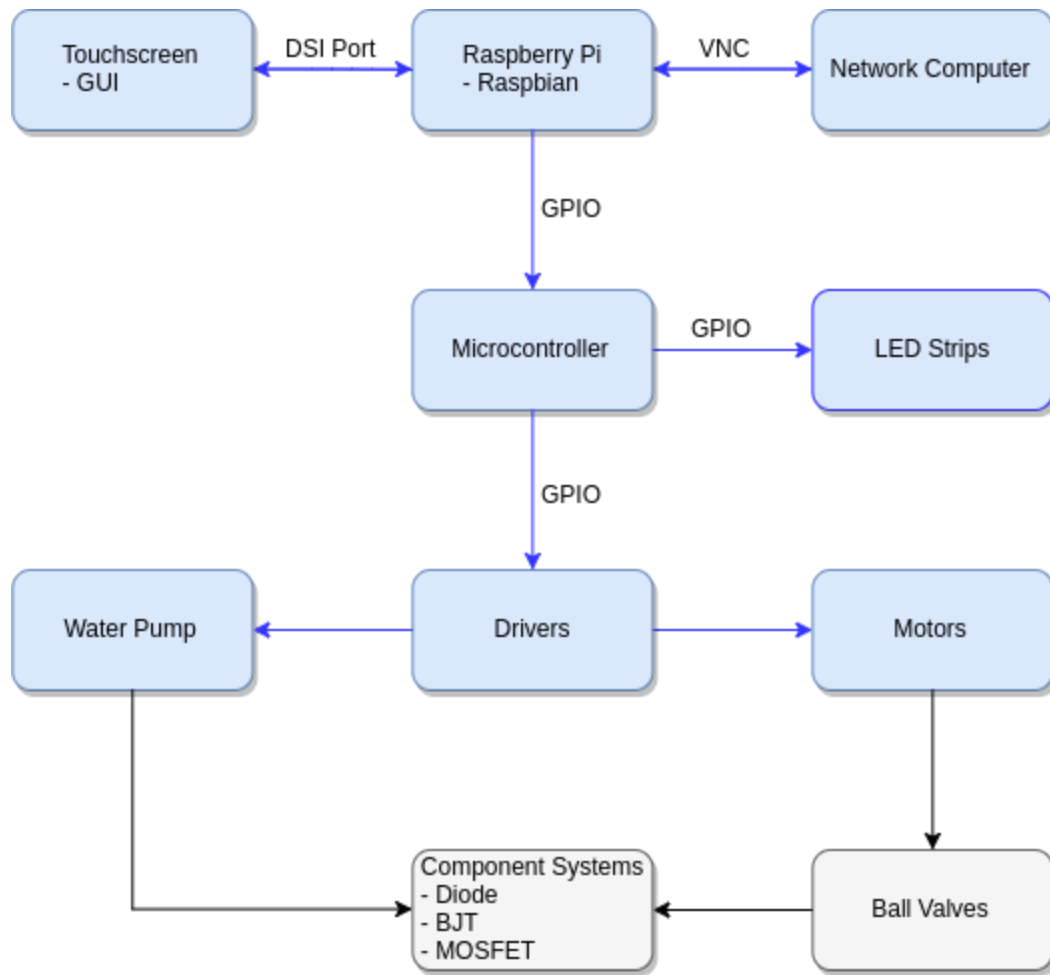 Touchscreen
- GUI
DSI Port
Raspberry Pi
- Raspbian
VNC
Network Computer
GPIO
Microcontroller
GPIO
LED Strips
GPIO
Water Pump
Drivers
Motors
Component Systems
- Diode
- BJT
- MOSFET
Ball Valves